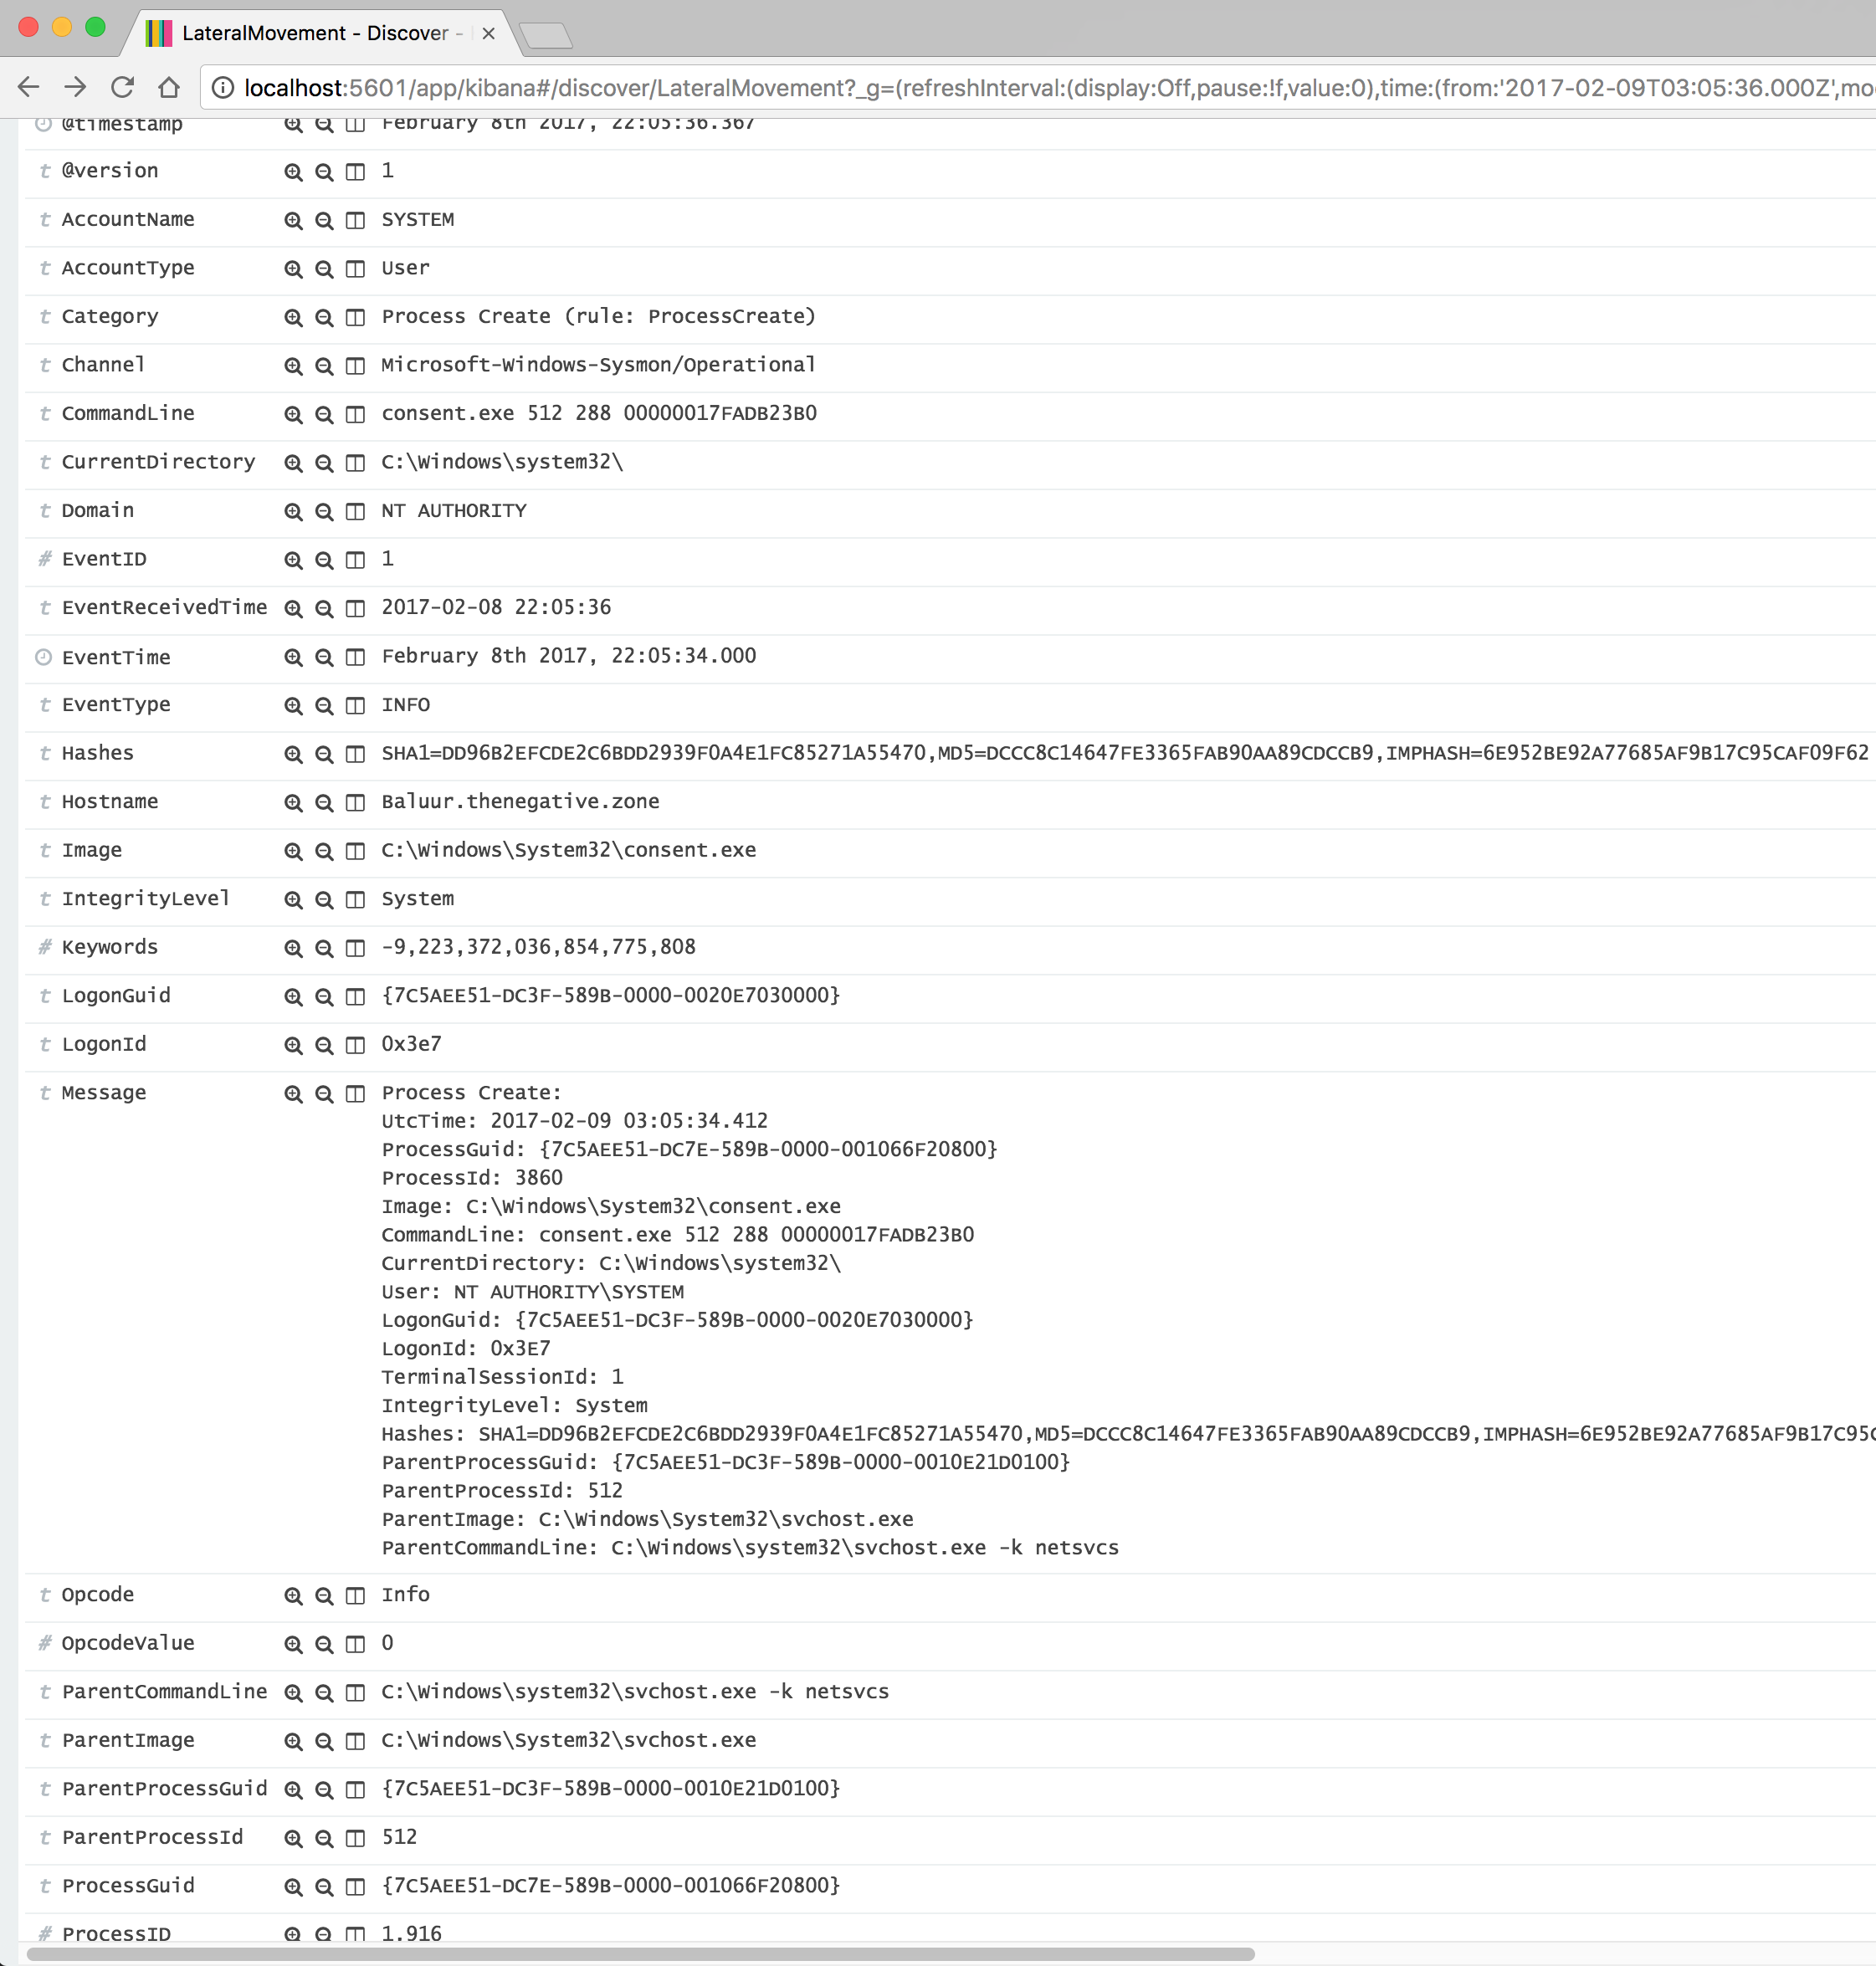 LateralMovement - Discover -
localhost:5601/app/kibana#/discover/LateralMovement?_g=(refreshInterval:(display:Off,pause:!f,value:0),time:(from:'2017-02-09T03:05:36.000Z',mo
@timestamp February 8th 2017, 22:05:36.367
t @version 1
t AccountName SYSTEM
t AccountType User
t Category Process Create (rule: ProcessCreate)
t Channel Microsoft-Windows-Sysmon/Operational
t CommandLine consent.exe 512 288 00000017FADB23B0
t CurrentDirectory C:\Windows\system32\
t Domain NT AUTHORITY
# EventID 1
t EventReceivedTime 2017-02-08 22:05:36
EventTime February 8th 2017, 22:05:34.000
t EventType INFO
t Hashes SHA1=DD96B2EFCDE2C6BDD2939F0A4E1FC85271A55470,MD5=DCCC8C14647FE3365FAB90AA89CDCCB9,IMPHASH=6E952BE92A77685AF9B17C95CAF09F62
t Hostname Baluur.thenegative.zone
t Image C:\Windows\System32\consent.exe
t IntegrityLevel System
# Keywords -9,223,372,036,854,775,808
t LogonGuid {7C5AEE51-DC3F-589B-0000-0020E7030000}
t LogonId 0x3e7
t Message Process Create:
UtcTime: 2017-02-09 03:05:34.412
ProcessGuid: {7C5AEE51-DC7E-589B-0000-001066F20800}
ProcessId: 3860
Image: C:\Windows\System32\consent.exe
CommandLine: consent.exe 512 288 00000017FADB23B0
CurrentDirectory: C:\Windows\system32\
User: NT AUTHORITY\SYSTEM
LogonGuid: {7C5AEE51-DC3F-589B-0000-0020E7030000}
LogonId: 0x3E7
TerminalSessionId: 1
IntegrityLevel: System
Hashes: SHA1=DD96B2EFCDE2C6BDD2939F0A4E1FC85271A55470,MD5=DCCC8C14647FE3365FAB90AA89CDCCB9,IMPHASH=6E952BE92A77685AF9B17C95C
ParentProcessGuid: {7C5AEE51-DC3F-589B-0000-0010E21D0100}
ParentProcessId: 512
ParentImage: C:\Windows\System32\svchost.exe
ParentCommandLine: C:\Windows\system32\svchost.exe -k netsvcs
t Opcode Info
# OpcodeValue 0
t ParentCommandLine C:\Windows\system32\svchost.exe -k netsvcs
t ParentImage C:\Windows\System32\svchost.exe
t ParentProcessGuid {7C5AEE51-DC3F-589B-0000-0010E21D0100}
t ParentProcessId 512
t ProcessGuid {7C5AEE51-DC7E-589B-0000-001066F20800}
# ProcessID 1,916